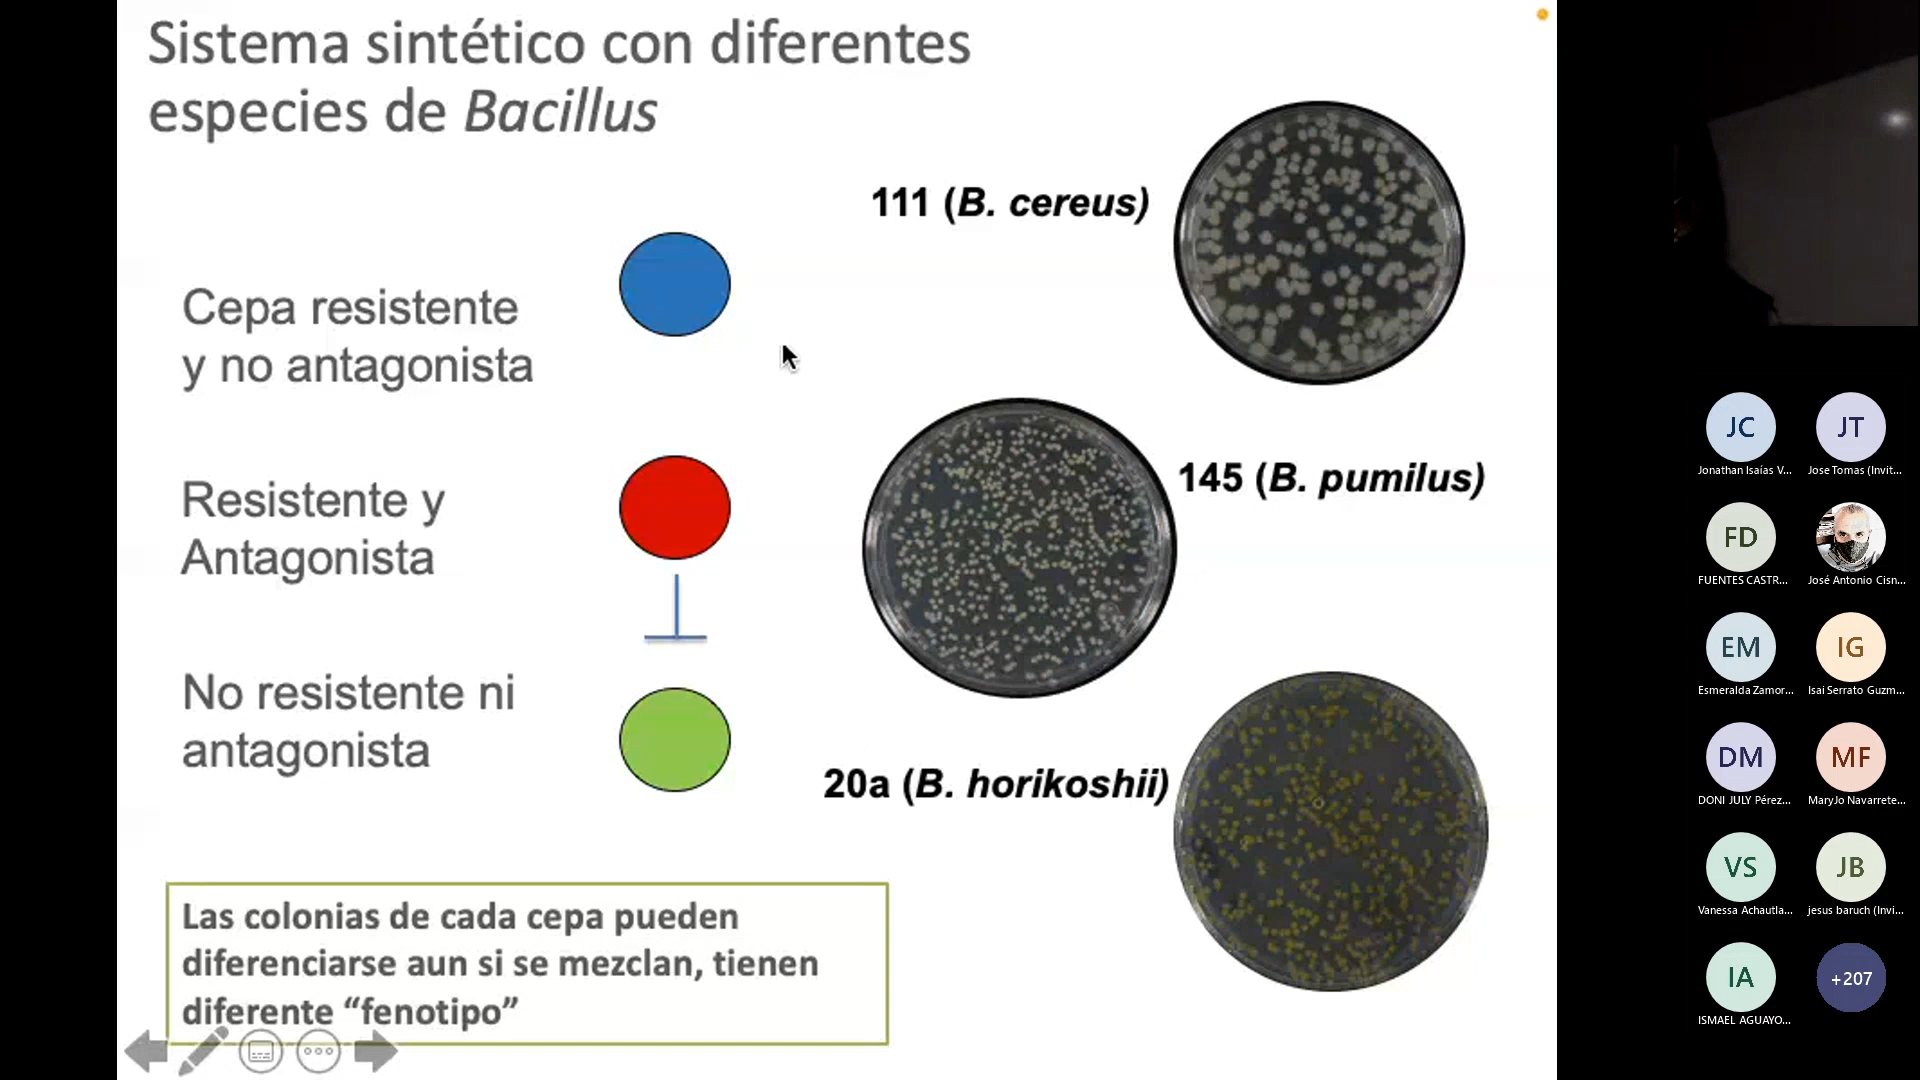 Sistema sintético con diferentes
especies de Bacillus
111 (B. cereus)
Cepa resistente
y no antagonista
Resistente y
Antagonista
145 (B. pumilus)
No resistente ni
antagonista
20a (B. horikoshii)
Las colonias de cada cepa pueden
diferenciarse aun si se mezclan, tienen
diferente “fenotipo”
JC
Jonathan Isaías V...
JT
Jose Tomas (Invit...
FD
FUENTES CASTR...
José Antonio Cisn...
EM
Esmeralda Zamor...
IG
Isai Serrato Guzm...
DM
DONI JULY Pérez...
MF
MaryJo Navarrete...
VS
Vanessa Achautla...
JB
jesus baruch (Invi...
IA
ISMAEL AGUAYO...
+207